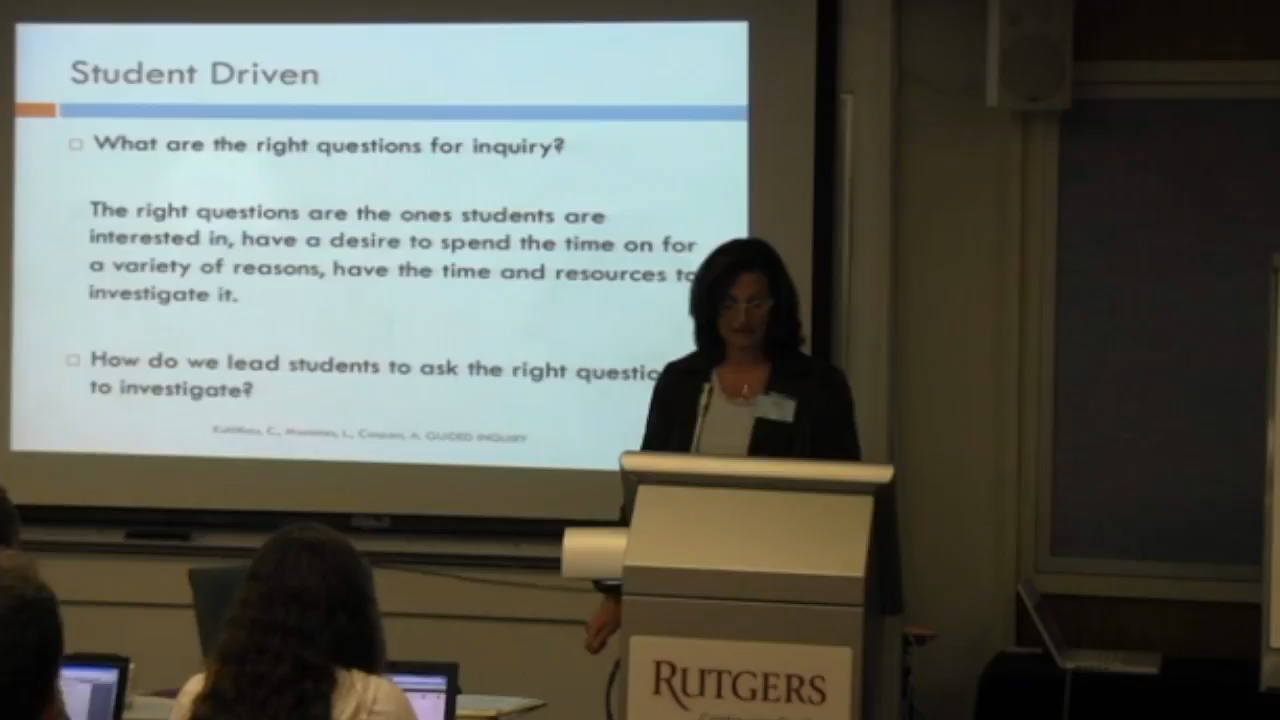 Student Driven
What are the right questions for inquiry?
The right questions are the ones students are
interested in, have a desire to spend the time on for
a variety of reasons, have the time and resources to
investigate it.
How do we lead students to ask the right questio
to investigate?
C., L., A. GUIDED INQUIRY
RUTGERS